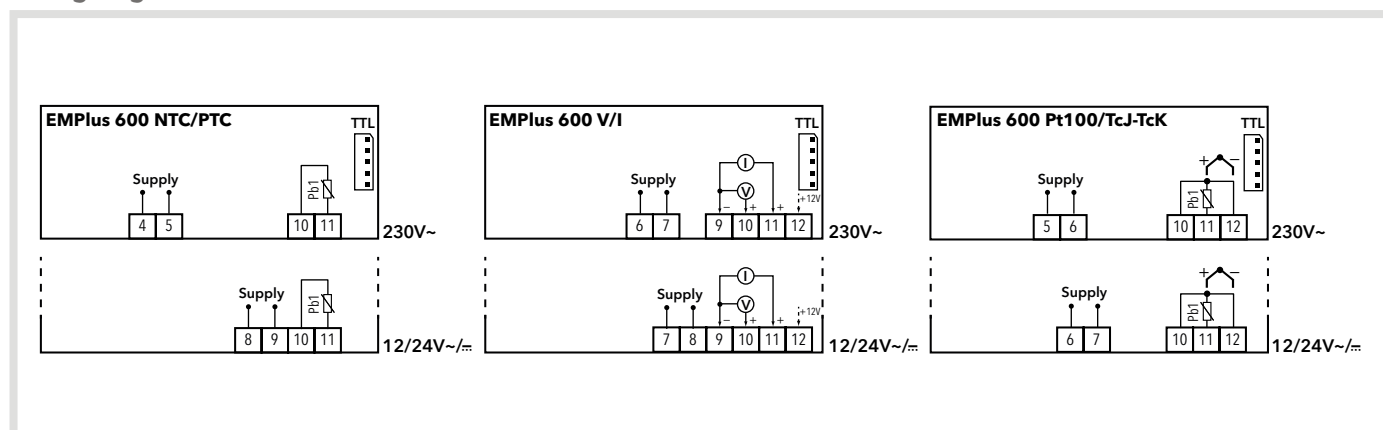 EMPlus 600 NTC/PTC
TTL
Supply
Pb1
4 5 10 11
230V~
Supply
Pb1
8 9 10 11
12/24V~/⎓
EMPlus 600 V/I
TTL
I
Supply
V
+12V
− + +
6 7 9 10 11 12
230V~
I
Supply
V
+12V
− + +
7 8 9 10 11 12
12/24V~/⎓
EMPlus 600 Pt100/TcJ-TcK
TTL
+ −
Supply
Pb1
5 6 10 11 12
230V~
+ −
Supply
Pb1
6 7 10 11 12
12/24V~/⎓